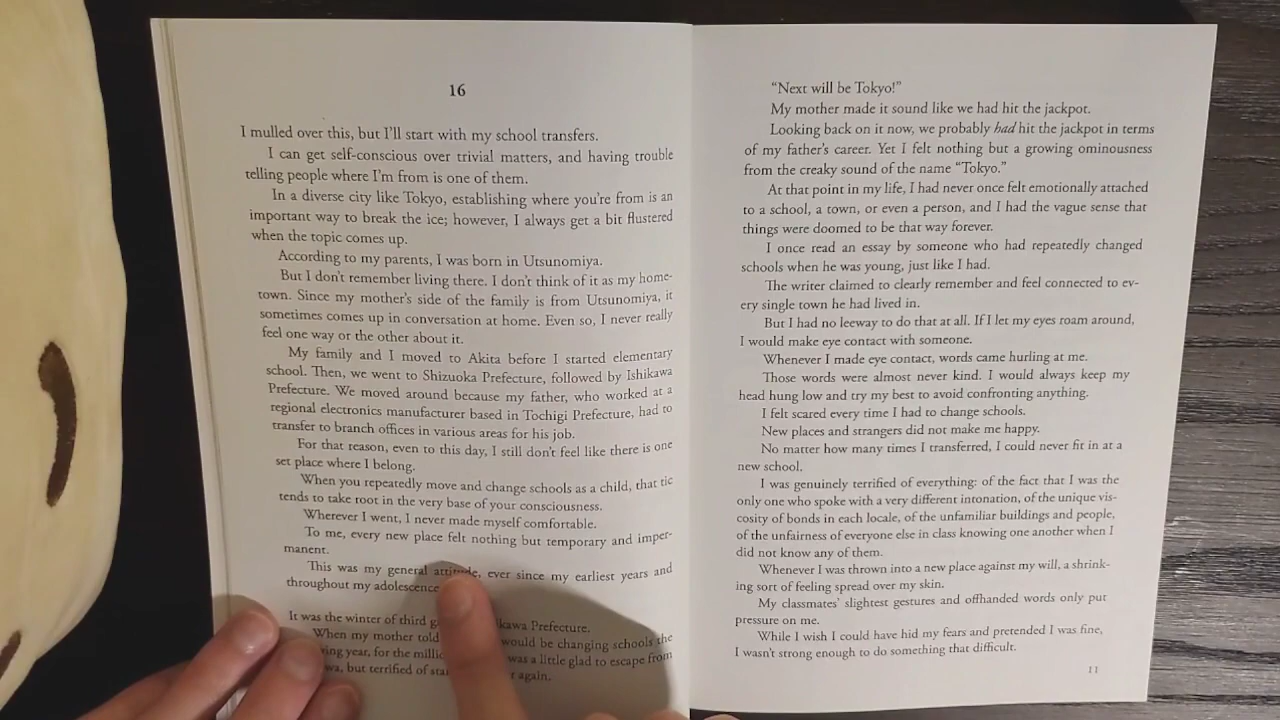 16
I mulled over this, but I'll start with my school transfers.
I can get self-conscious over trivial matters, and having trouble
telling people where I'm from is one of them.
In a diverse city like Tokyo, establishing where you're from is an
important way to break the ice; however, I always get a bit flustered
when the topic comes up.
According to my parents, I was born in Utsunomiya.
But I don't remember living there. I don't think of it as my home-
town. Since my mother's side of the family is from Utsunomiya, it
sometimes comes up in conversation at home. Even so, I never really
feel one way or the other about it.
My family and I moved to Akita before I started elementary
school. Then, we went to Shizuoka Prefecture, followed by Ishikawa
Prefecture. We moved around because my father, who worked at a
regional electronics manufacturer based in Tochigi Prefecture, had to
transfer to branch offices in various areas for his job.
For that reason, even to this day, I still don't feel like there is one
set place where I belong.
When you repeatedly move and change schools as a child, that tic
tends to take root in the very base of your consciousness.
Wherever I went, I never made myself comfortable.
To me, every new place felt nothing but temporary and imper-
manent.
This was my general attitude, ever since my earliest years and
throughout my adolescence
It was the winter of third ikawa Prefecture.
When my mother told would be changing schools the
year, for the was a little glad to escape from
but terrified of again.
"Next will be Tokyo!"
My mother made it sound like we had hit the jackpot.
Looking back on it now, we probably had hit the jackpot in terms
of my father's career. Yet I felt nothing but a growing ominousness
from the creaky sound of the name "Tokyo."
At that point in my life, I had never once felt emotionally attached
to a school, a town, or even a person, and I had the vague sense that
things were doomed to be that way forever.
I once read an essay by someone who had repeatedly changed
schools when he was young, just like I had.
The writer claimed to clearly remember and feel connected to ev-
ery single town he had lived in.
But I had no leeway to do that at all. If I let my eyes roam around,
I would make eye contact with someone.
Whenever I made eye contact, words came hurling at me.
Those words were almost never kind. I would always keep my
head hung low and try my best to avoid confronting anything.
I felt scared every time I had to change schools.
New places and strangers did not make me happy.
No matter how many times I transferred, I could never fit in at a
new school.
I was genuinely terrified of everything: of the fact that I was the
only one who spoke with a very different intonation, of the unique vis-
cosity of bonds in each locale, of the unfamiliar buildings and people,
of the unfairness of everyone else in class knowing one another when I
did not know any of them.
Whenever I was thrown into a new place against my will, a shrink-
ing sort of feeling spread over my skin.
My classmates' slightest gestures and offhanded words only put
pressure on me.
While I wish I could have hid my fears and pretended I was fine,
I wasn't strong enough to do something that difficult.
11